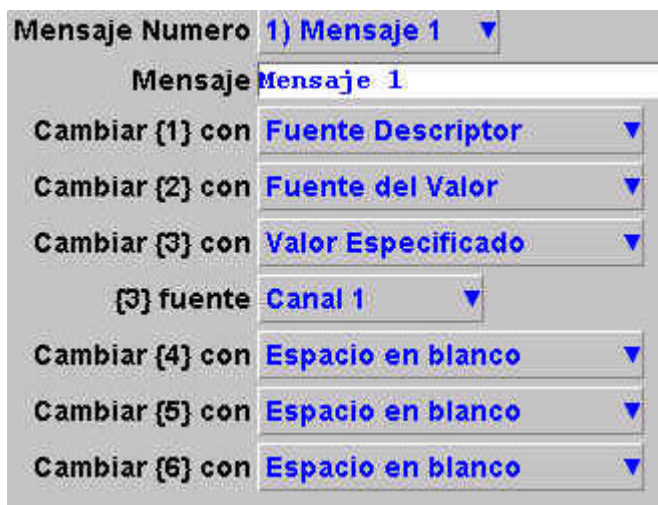 Mensaje Numero 1) Mensaje 1
Mensaje Mensaje 1
Cambiar {1} con Fuente Descriptor
Cambiar {2} con Fuente del Valor
Cambiar {3} con Valor Especificado
{3} fuente Canal 1
Cambiar {4} con Espacio en blanco
Cambiar {5} con Espacio en blanco
Cambiar {6} con Espacio en blanco